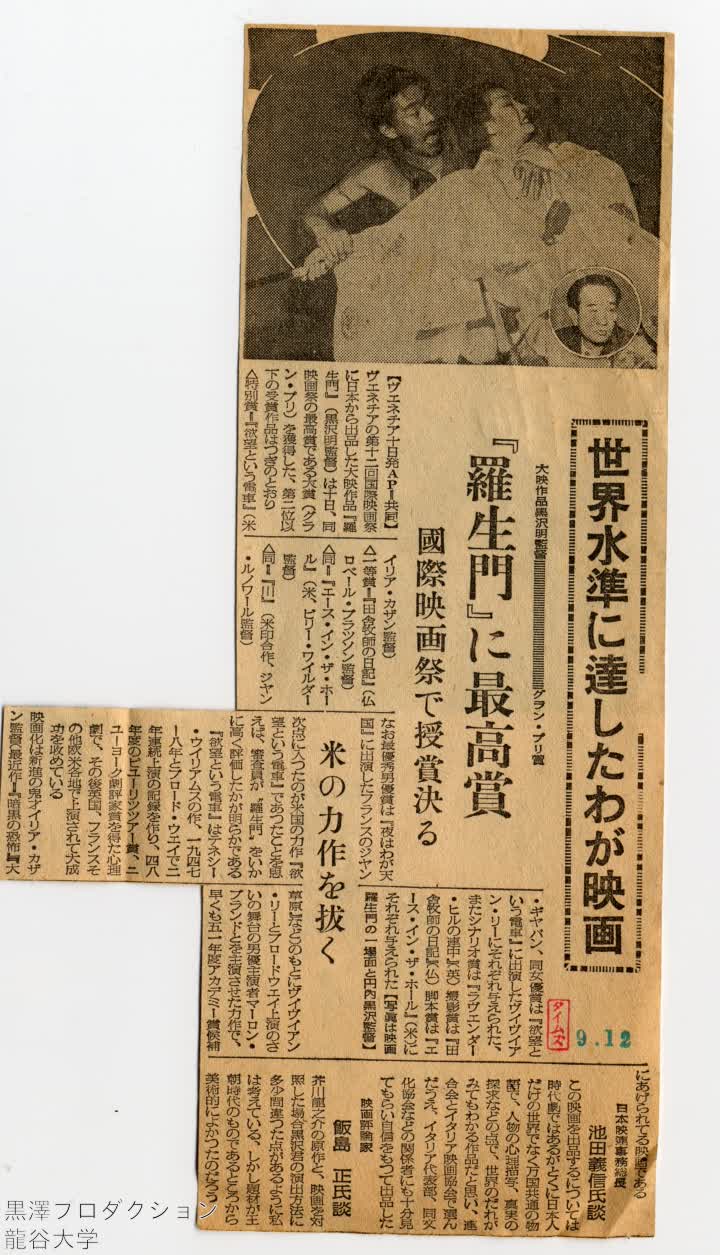 世界水準に達したわが映画
大映作品黒沢明監督
グラン・プリ賞
『羅生門』に最高賞
國際映画祭で授賞決る
【ヴェネチア十日発AP＝共同】
ヴェネチアの第十二回国際映画祭
に日本から出品した大映作品『羅
生門』（黒沢明監督）は十日、同
映画祭の最高賞である大賞（グラ
ン・プリ）を獲得した、第二位以
下の受賞作品はつぎのとおり
△特別賞＝『欲望という電車』（米
イリア・カザン監督）
△一等賞＝『田舎牧師の日記』（仏
ロベール・ブラッソン監督）
△同＝『エース・イン・ザ・ホー
ル』（米、ビリー・ワイルダー
監督）
△同＝『川』（米印合作、ジャン
・ルノワール監督）
なお最優秀男優賞は『夜はわが天
国』に出演したフランスのジャン
・ギャバン、同女優賞は『欲望と
いう電車』に出演したヴィヴィア
ン・リーにそれぞれ与えられた、
またシナリオ賞は『ラヴェンダー
・ヒルの連中』（英）撮影賞は『田
舎牧師の日記』（仏）脚本賞は『エ
ース・イン・ザ・ホール』（米）に
それぞれ与えられた【写真は映画
羅生門の一場面と円内黒沢監督】
米の力作を抜く
次点に入つたのが米国の力作『欲
望という電車』であつたことを思
えば、審査員が〝羅生門〟をいか
に高く評価したかが明らかである
『欲望という電車』はテネシー
・ウイリアムスの作、一九四七
―八年とブロード・ウエイで二
年連続上演の記録を作り、四八
年度のピユーリツツアー賞、ニ
ユーヨーク劇評家賞を得た心理
劇で、その後英国、フランスそ
の他欧米各地で上演されて大成
功を收めている
映画化は新進の鬼才イリア・カザ
ン監督（最近作＝『暗黒の恐怖』『大
草原』など）のもとにヴィヴィアン
・リーとブロードウエイ上演のさ
いの舞台の男優主演者マーロン・
ブランドとを主演させた力作で、
早くも五一年度アカデミー賞候補
にあげられてる映画である
日本映連事務総長
池田義信氏談
この映画を出品するについては
時代劇ではあるがとくに日本人
だけの世界でなく万国共通の物
語で、人物の心理描写、真実の
探求などの点で、世界のだれが
みてもわかる作品だと思い、連
合会とイタリア映画協会で選ん
だうえ、イタリア代表部、同文
化協会などの関係者にも十分見
てもらい自信をもつて出品した
映画評論家
飯島　正氏談
芥川龍之介の原作と、映画を対
照した場合黒沢君の演出方法に
多少間違つた点があるように私
は考えている、しかし題材が王
朝時代のものであるところから
美術的によかつたのだろう
タイムズ
9.12
黒澤プロダクション
龍谷大学